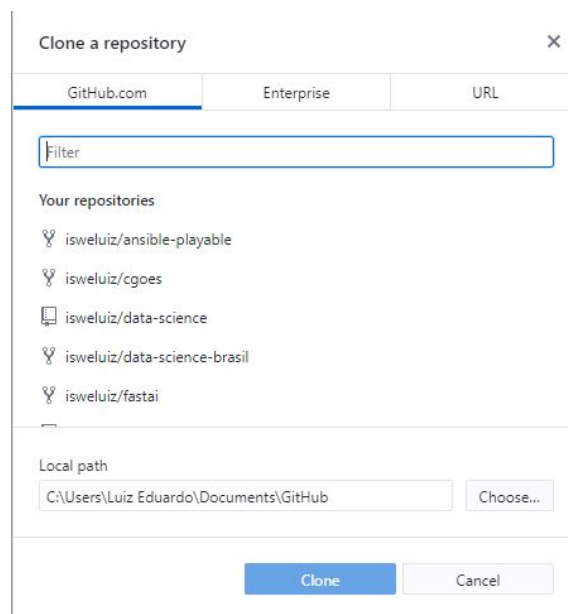 Clone a repository
GitHub.com
Enterprise
URL
Filter
Your repositories
isweluiz/ansible-playable
isweluiz/cgoes
isweluiz/data-science
isweluiz/data-science-brasil
isweluiz/fastai
Local path
C:\Users\Luiz Eduardo\Documents\GitHub
Choose...
Clone
Cancel